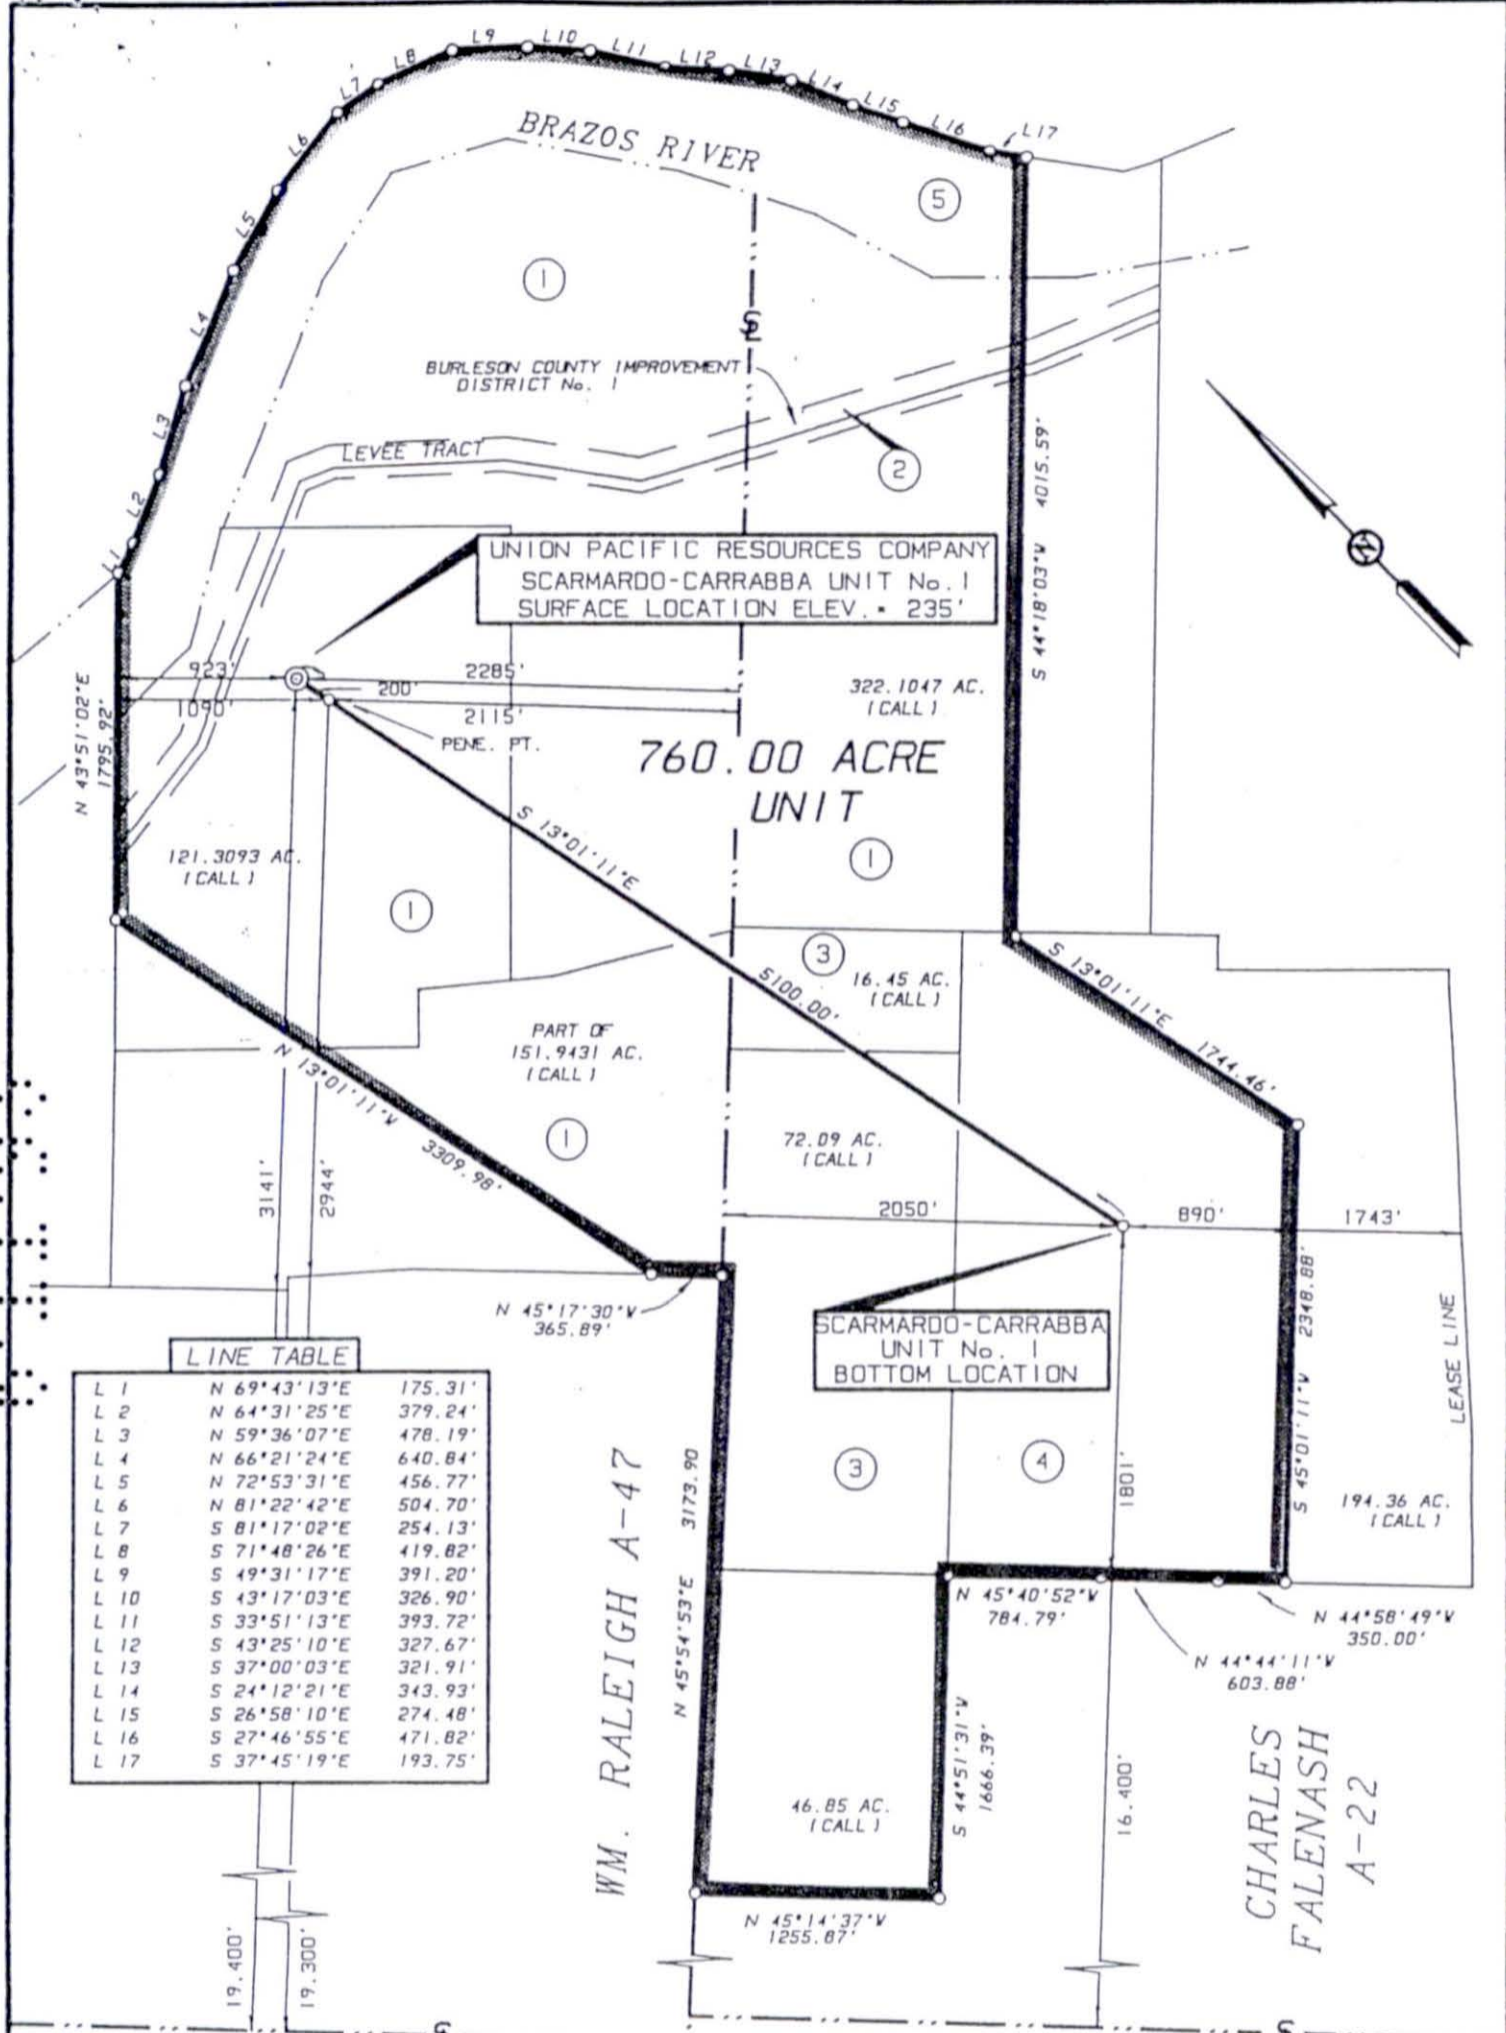 L9
L10
L11
L12
L13
L14
L15
L16
L17
L8
L7
L6
L5
L4
L3
L2
L1
BRAZOS RIVER
5
1
BURLESON COUNTY IMPROVEMENT
DISTRICT No. 1
LEVEE TRACT
2
S 44°18'03"W 4015.59'
UNION PACIFIC RESOURCES COMPANY
SCARMARDO-CARRABBA UNIT No. 1
SURFACE LOCATION ELEV. = 235'
N 43°51'02"E
1795.92'
923'
2285'
200'
1090'
2115'
PENE. PT.
322.1047 AC.
(CALL)
760.00 ACRE
UNIT
S 13°01'11"E
5100.00'
121.3093 AC.
(CALL)
1
1
3
16.45 AC.
(CALL)
S 13°01'11"E
1744.46'
PART OF
151.9431 AC.
(CALL)
N 13°01'11"W
3309.98'
1
72.09 AC.
(CALL)
3141'
2944'
2050'
890'
1743'
N 45°17'30"W
365.89'
SCARMARDO-CARRABBA
UNIT No. 1
BOTTOM LOCATION
S 45°01'11"W 2348.88'
LEASE LINE
LINE TABLE
L 1 N 69°43'13"E 175.31'
L 2 N 64°31'25"E 379.24'
L 3 N 59°36'07"E 478.19'
L 4 N 66°21'24"E 640.84'
L 5 N 72°53'31"E 456.77'
L 6 N 81°22'42"E 504.70'
L 7 S 81°17'02"E 254.13'
L 8 S 71°48'26"E 419.82'
L 9 S 49°31'17"E 391.20'
L 10 S 43°17'03"E 326.90'
L 11 S 33°51'13"E 393.72'
L 12 S 43°25'10"E 327.67'
L 13 S 37°00'03"E 321.91'
L 14 S 24°12'21"E 343.93'
L 15 S 26°58'10"E 274.48'
L 16 S 27°46'55"E 471.82'
L 17 S 37°45'19"E 193.75'
3
4
1801'
194.36 AC.
(CALL)
WM. RALEIGH A-47
N 45°54'53"E 3173.90
N 45°40'52"W
784.79'
N 44°58'49"W
350.00'
N 44°44'11"W
603.88'
S 44°51'31"W
1666.39'
46.85 AC.
(CALL)
16.400'
CHARLES
FALENASH
A-22
N 45°14'37"W
1255.87'
19.400'
19.300'